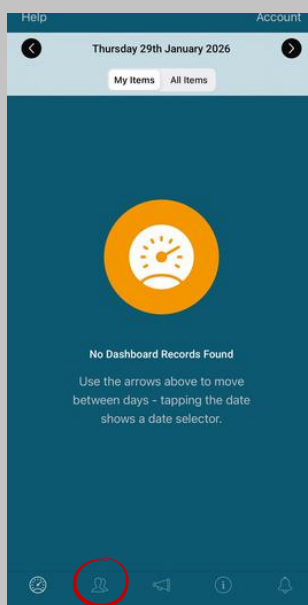 Help Account
Thursday 29th January 2026
My Items All Items
No Dashboard Records Found
Use the arrows above to move
between days - tapping the date
shows a date selector.